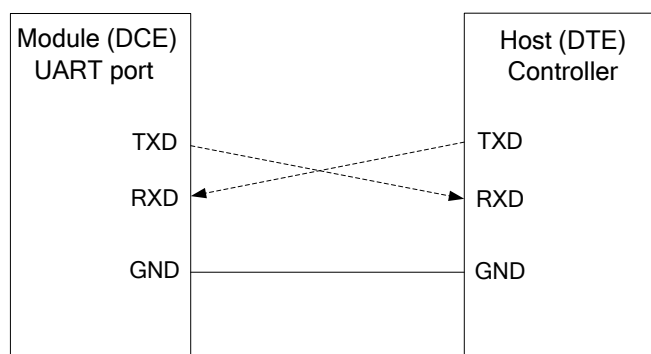 Module (DCE)
UART port
TXD
RXD
GND
Host (DTE)
Controller
TXD
RXD
GND